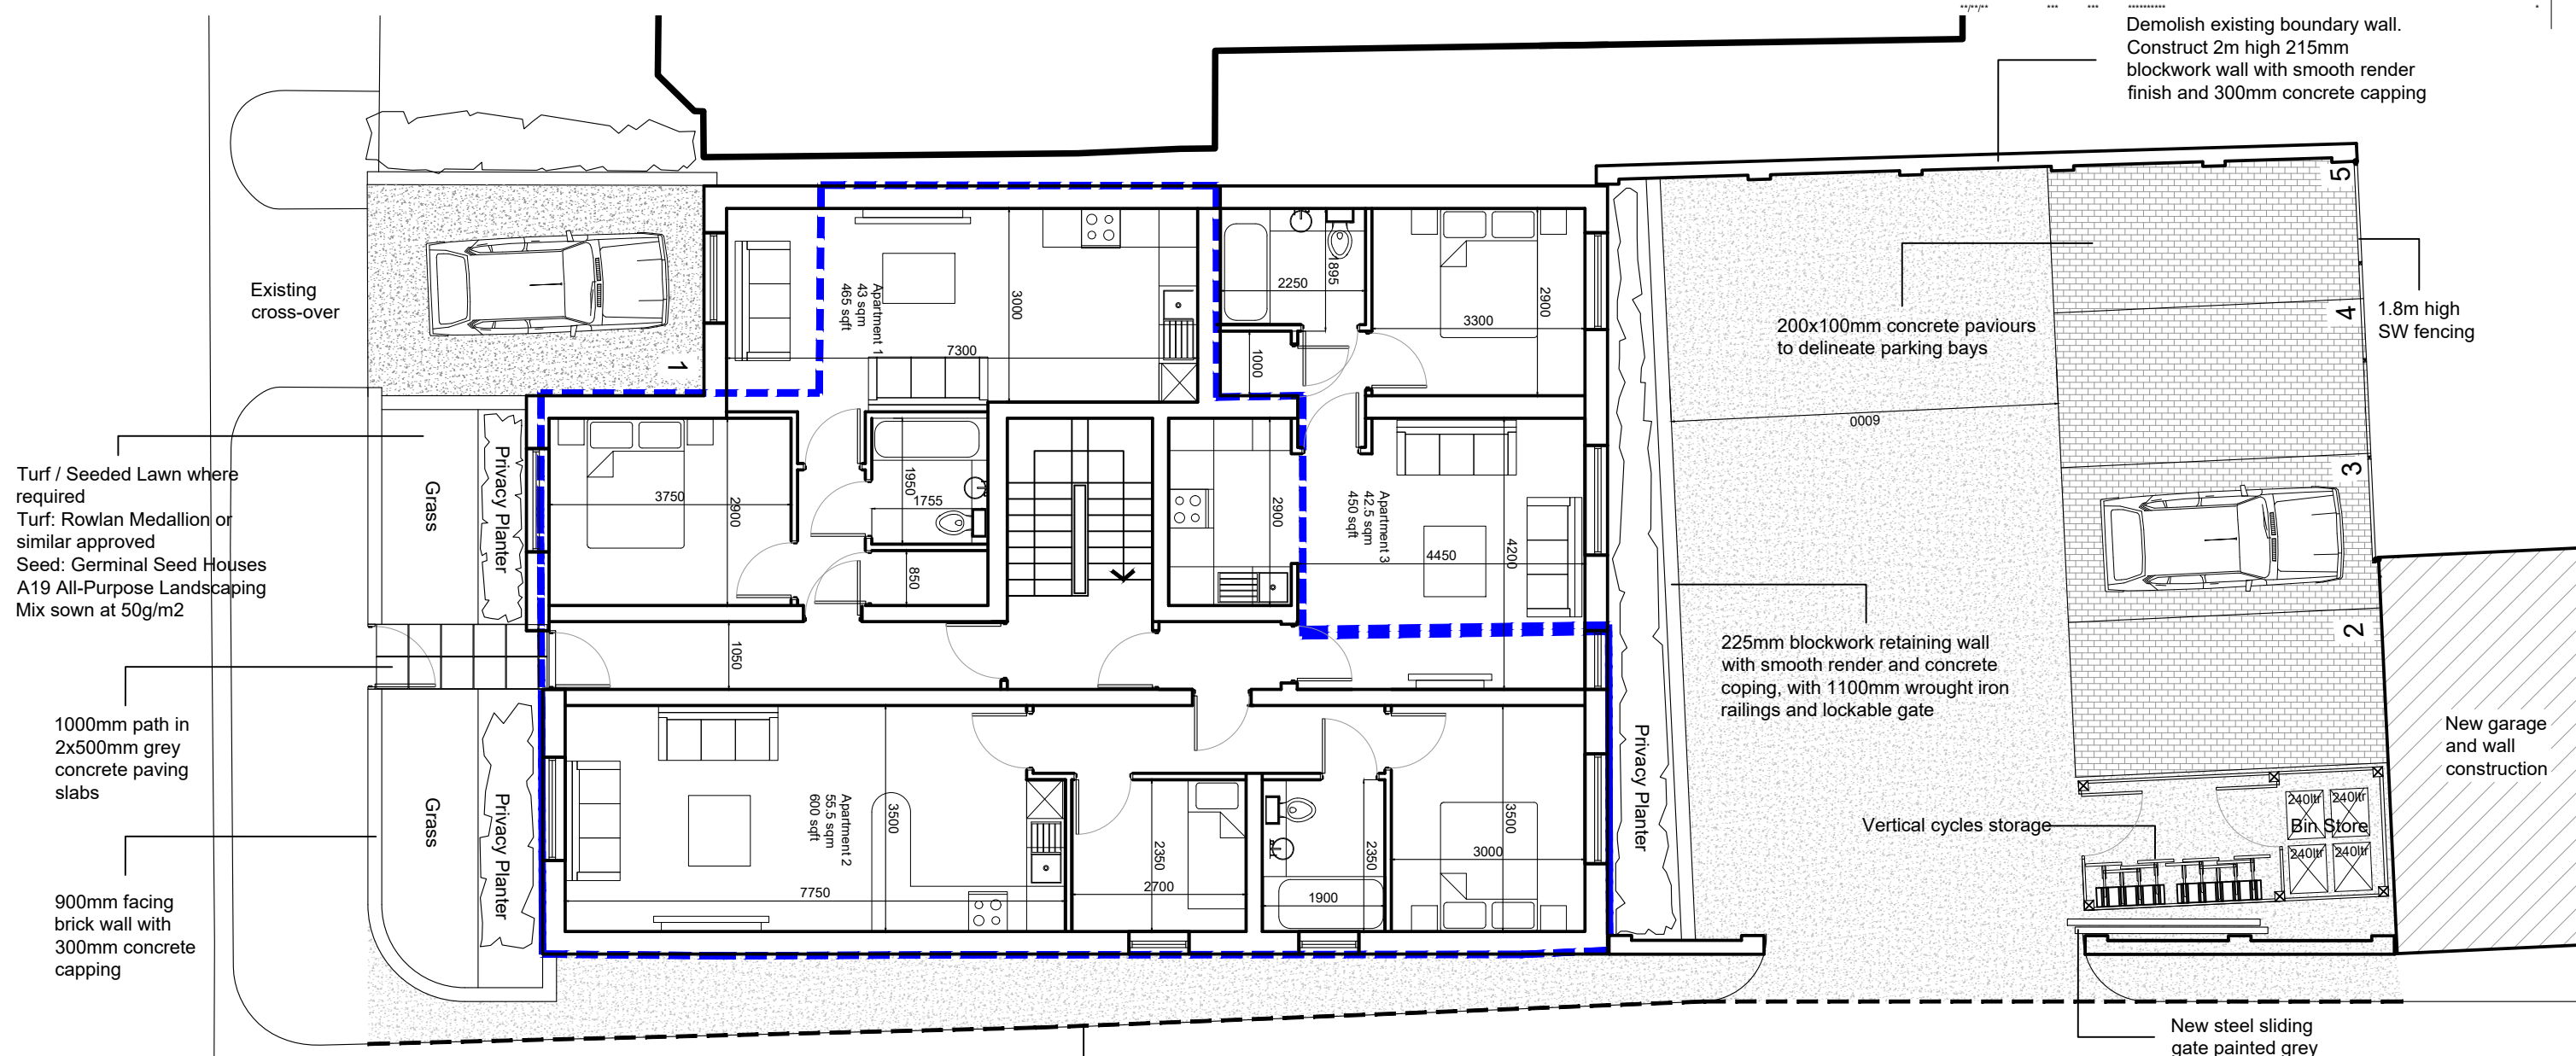 Demolish existing boundary wall.
Construct 2m high 215mm
blockwork wall with smooth render
finish and 300mm concrete capping
Existing
cross-over
1
Turf / Seeded Lawn where
required
Turf: Rowlan Medallion or
similar approved
Seed: Germinal Seed Houses
A19 All-Purpose Landscaping
Mix sown at 50g/m2
Grass
Privacy Planter
1000mm path in
2x500mm grey
concrete paving
slabs
900mm facing
brick wall with
300mm concrete
capping
Grass
Privacy Planter
Apartment 1
43 sqm
465 sqft
3000
7300
3750
2900
1950
1755
850
1050
2250
1895
1000
3300
2900
2900
Apartment 3
42.5 sqm
450 sqft
4450
4200
Apartment 2
55.5 sqm
600 sqft
3500
7750
2350
2700
1900
2350
3000
3500
Privacy Planter
200x100mm concrete paviours
to delineate parking bays
6000
225mm blockwork retaining wall
with smooth render and concrete
coping, with 1100mm wrought iron
railings and lockable gate
5
4
3
2
1.8m high
SW fencing
New garage
and wall
construction
Vertical cycles storage
Bin Store
240ltr
240ltr
240ltr
240ltr
New steel sliding
gate painted grey